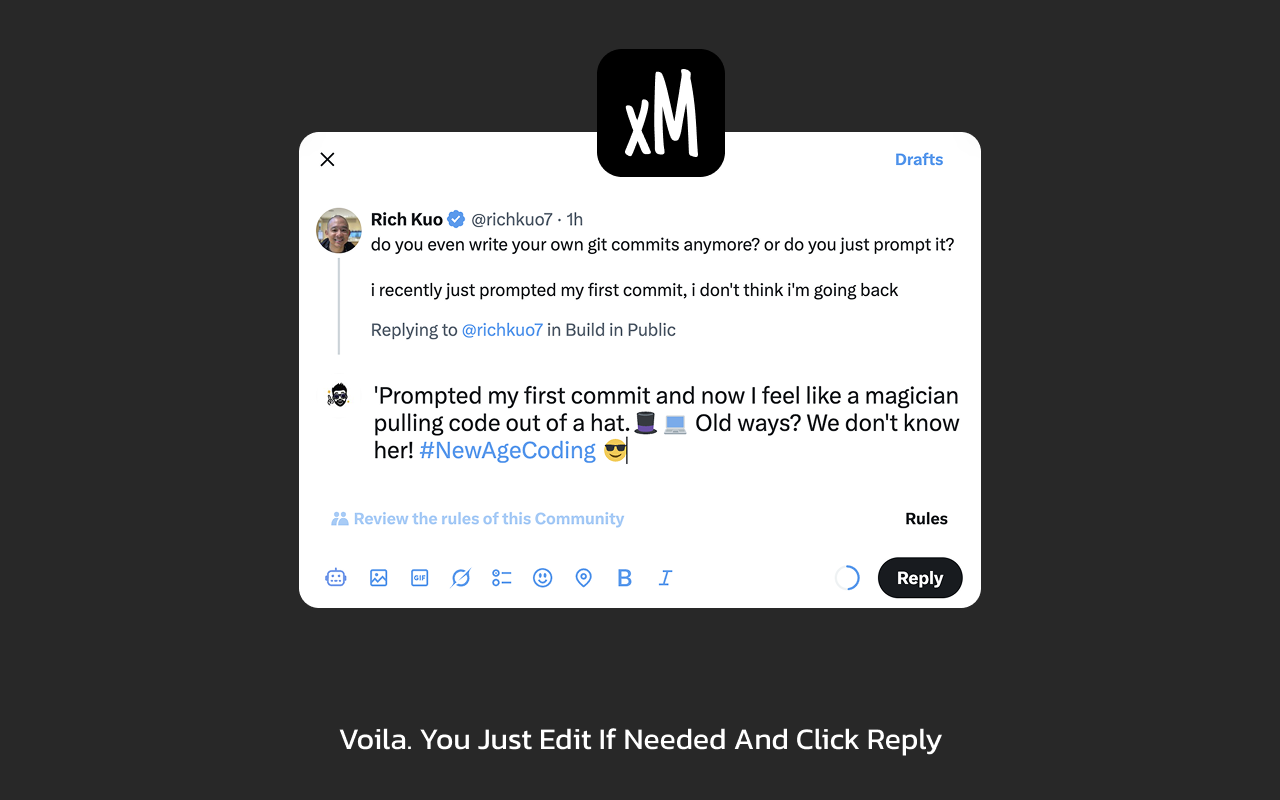 xM
Drafts
Rich Kuo @richkuo7 · 1h
do you even write your own git commits anymore? or do you just prompt it?
i recently just prompted my first commit, i don't think i'm going back
Replying to @richkuo7 in Build in Public
'Prompted my first commit and now I feel like a magician
pulling code out of a hat.🎩 💻 Old ways? We don't know
her! #NewAgeCoding 😎
Review the rules of this Community
Rules
GIF
B I
Reply
Voila. You Just Edit If Needed And Click Reply